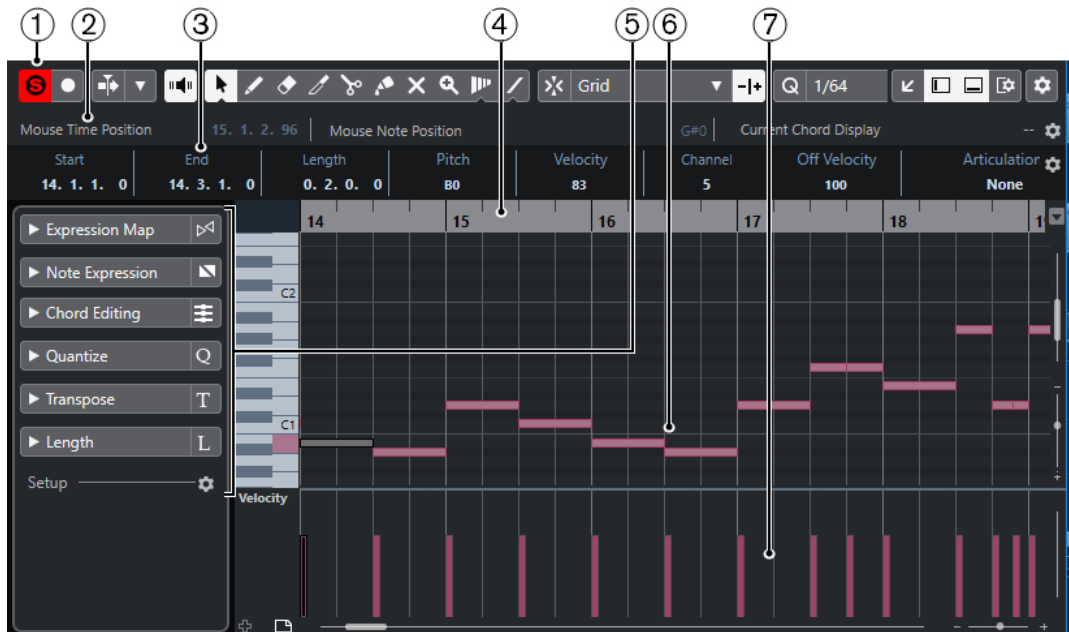 1 2 3 4 5 6 7
S Grid Q 1/64
Mouse Time Position 15. 1. 2. 96 Mouse Note Position G#0 Current Chord Display --
Start End Length Pitch Velocity Channel Off Velocity Articulation
14. 1. 1. 0 14. 3. 1. 0 0. 2. 0. 0 B0 83 5 100 None
14 15 16 17 18 1
Expression Map
Note Expression
C2
Chord Editing
Quantize Q
Transpose T
C1
Length L
Setup
Velocity